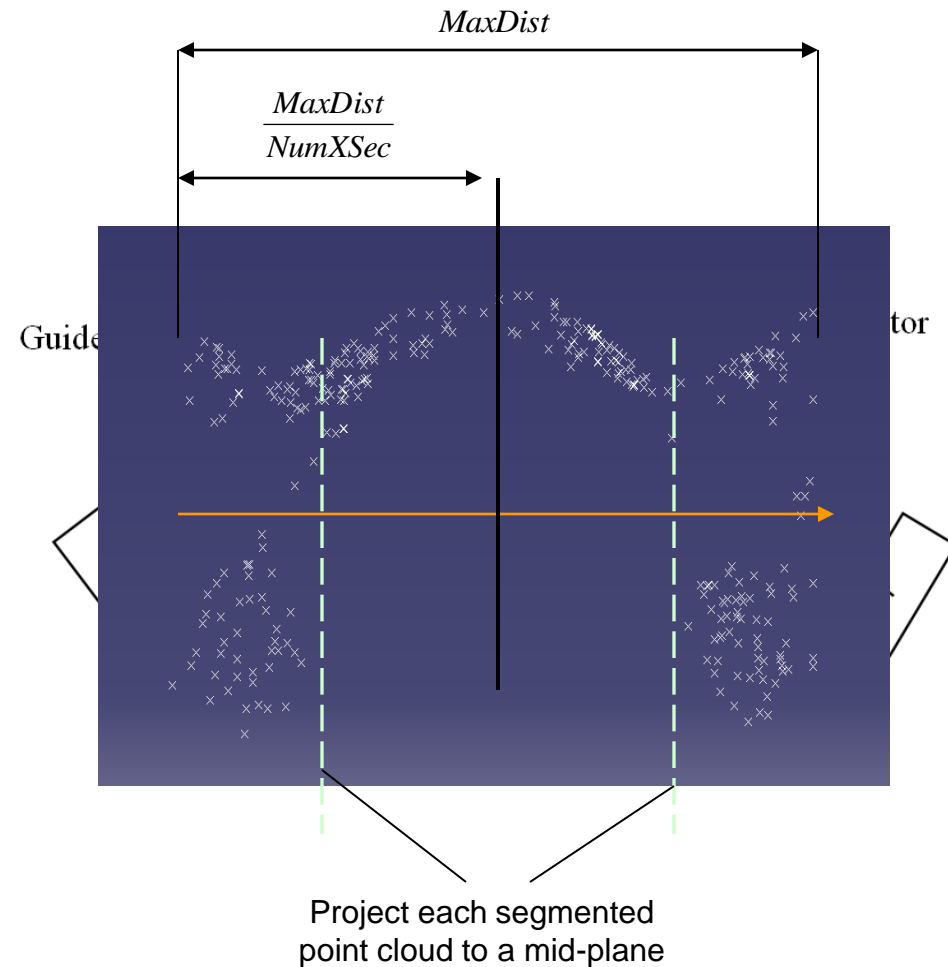 MaxDist
MaxDist
NumXSec
Guide
tor
Project each segmented
point cloud to a mid-plane